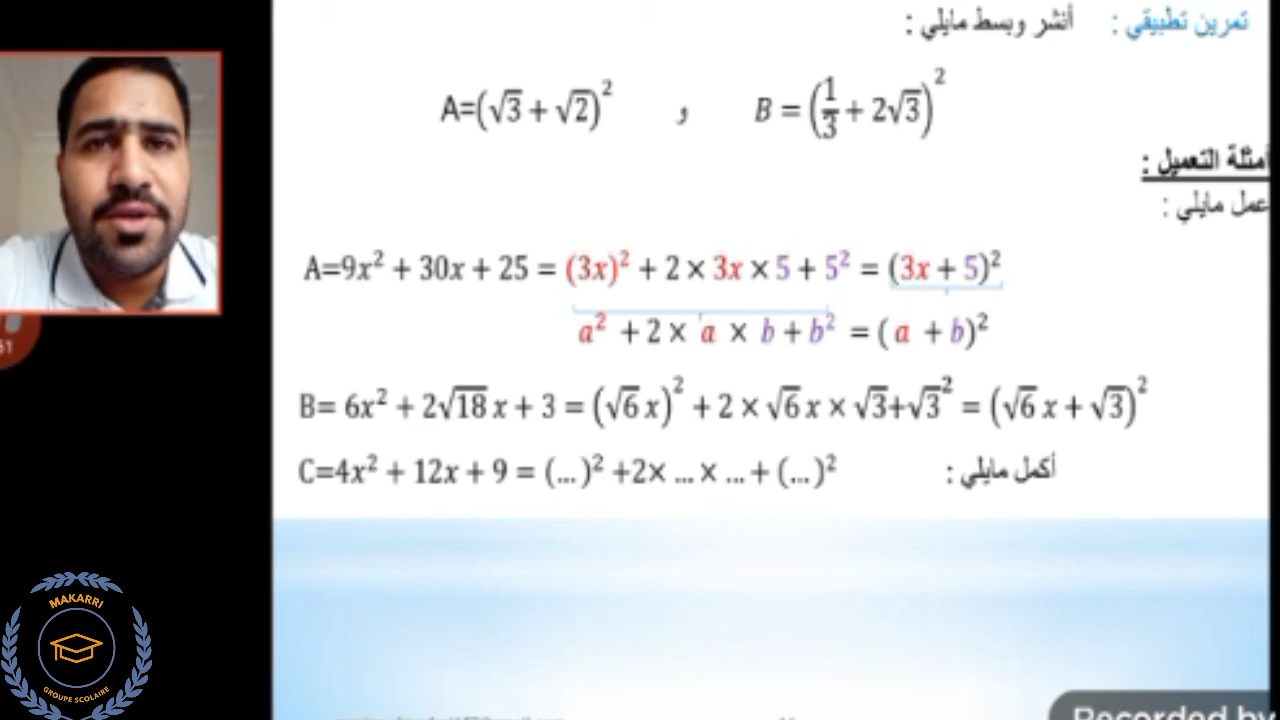 تمرين تطبيقي : أنشر وبسط مايلي :
A=(√3 + √2)² , B = (1/3 + 2√3)²
أمثلة التعميل :
عمل مايلي :
A=9x² + 30x + 25 = (3x)² + 2 × 3x × 5 + 5² = (3x + 5)²
a² + 2 × a × b + b² = ( a + b)²
B= 6x² + 2√18 x + 3 = (√6 x)² + 2 × √6 x × √3+√3² = (√6 x + √3)²
C=4x² + 12x + 9 = (...)² +2× ... × ... + (...)² أكمل مايلي :
MAKARRI
GROUPE SCOLAIRE
Recorded by